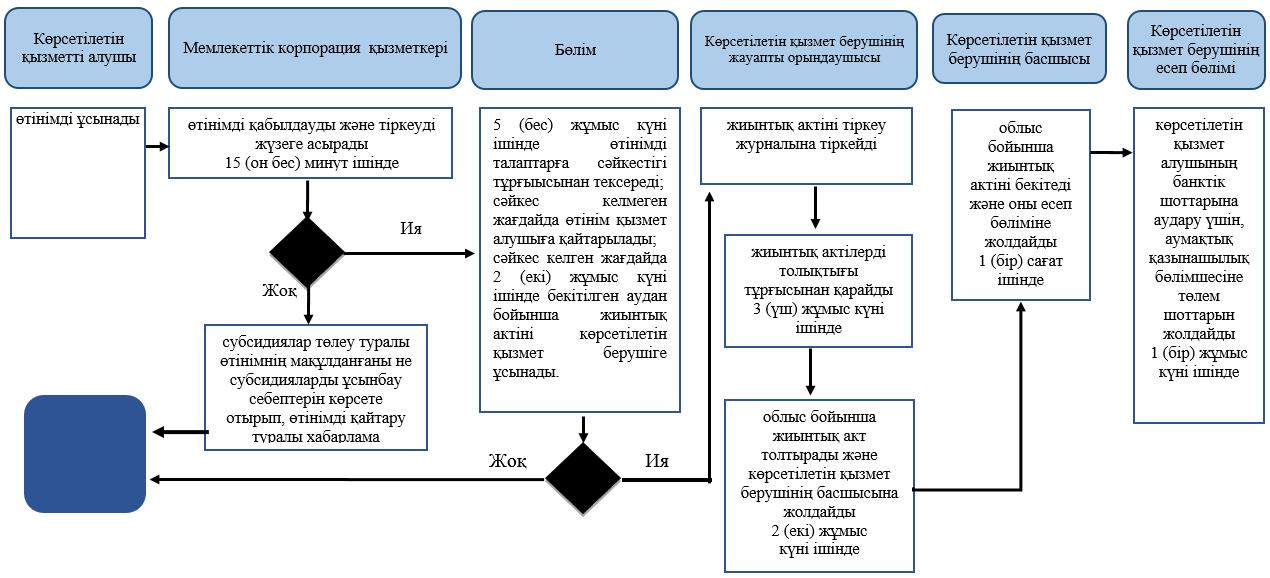 Көрсетілетін
қызметті алушы
Мемлекеттік корпорация қызметкері
Бөлім
Көрсетілетін қызмет берушінің
жауапты орындаушысы
Көрсетілетін қызмет
берушінің басшысы
Көрсетілетін
қызмет берушінің
есеп бөлімі
өтінімді ұсынады
өтінімді қабылдауды және тіркеуді
жүзеге асырады
15 (он бес) минут ішінде
Ия
Жоқ
субсидиялар төлеу туралы
өтінімнің мақұлданғаны не
субсидияларды ұсынбау
себептерін көрсете
отырып, өтінімді қайтару
туралы хабарлама
5 (бес) жұмыс күні
ішінде өтінімді
талаптарға сәйкестігі
тұрғыысынан тексереді;
сәйкес келмеген
жағдайда өтінім қызмет
алушыға қайтарылады;
сәйкес келген жағдайда
2 (екі) жұмыс күні
ішінде бекітілген аудан
бойынша жиынтық
актіні көрсетілетін
қызмет берушіге
ұсынады.
Жоқ
Ия
жиынтық актіні тіркеу
журналына тіркейді
жиынтық актілерді
толықтығы
тұрғысынан қарайды
3 (үш) жұмыс күні
ішінде
облыс бойынша
жиынтық акт
толтырады және
көрсетілетін қызмет
берушінің басшысына
жолдайды
2 (екі) жұмыс
күні ішінде
облыс
бойынша
жиынтық
актіні бекітеді
және оны есеп
бөліміне
жолдайды
1 (бір) сағат
ішінде
көрсетілетін
қызмет
алушының
банктік
шоттарына
аудару үшін,
аумақтық
қазынашылық
бөлімшесіне
төлем
шоттарын
жолдайды
1 (бір) жұмыс
күні ішінде